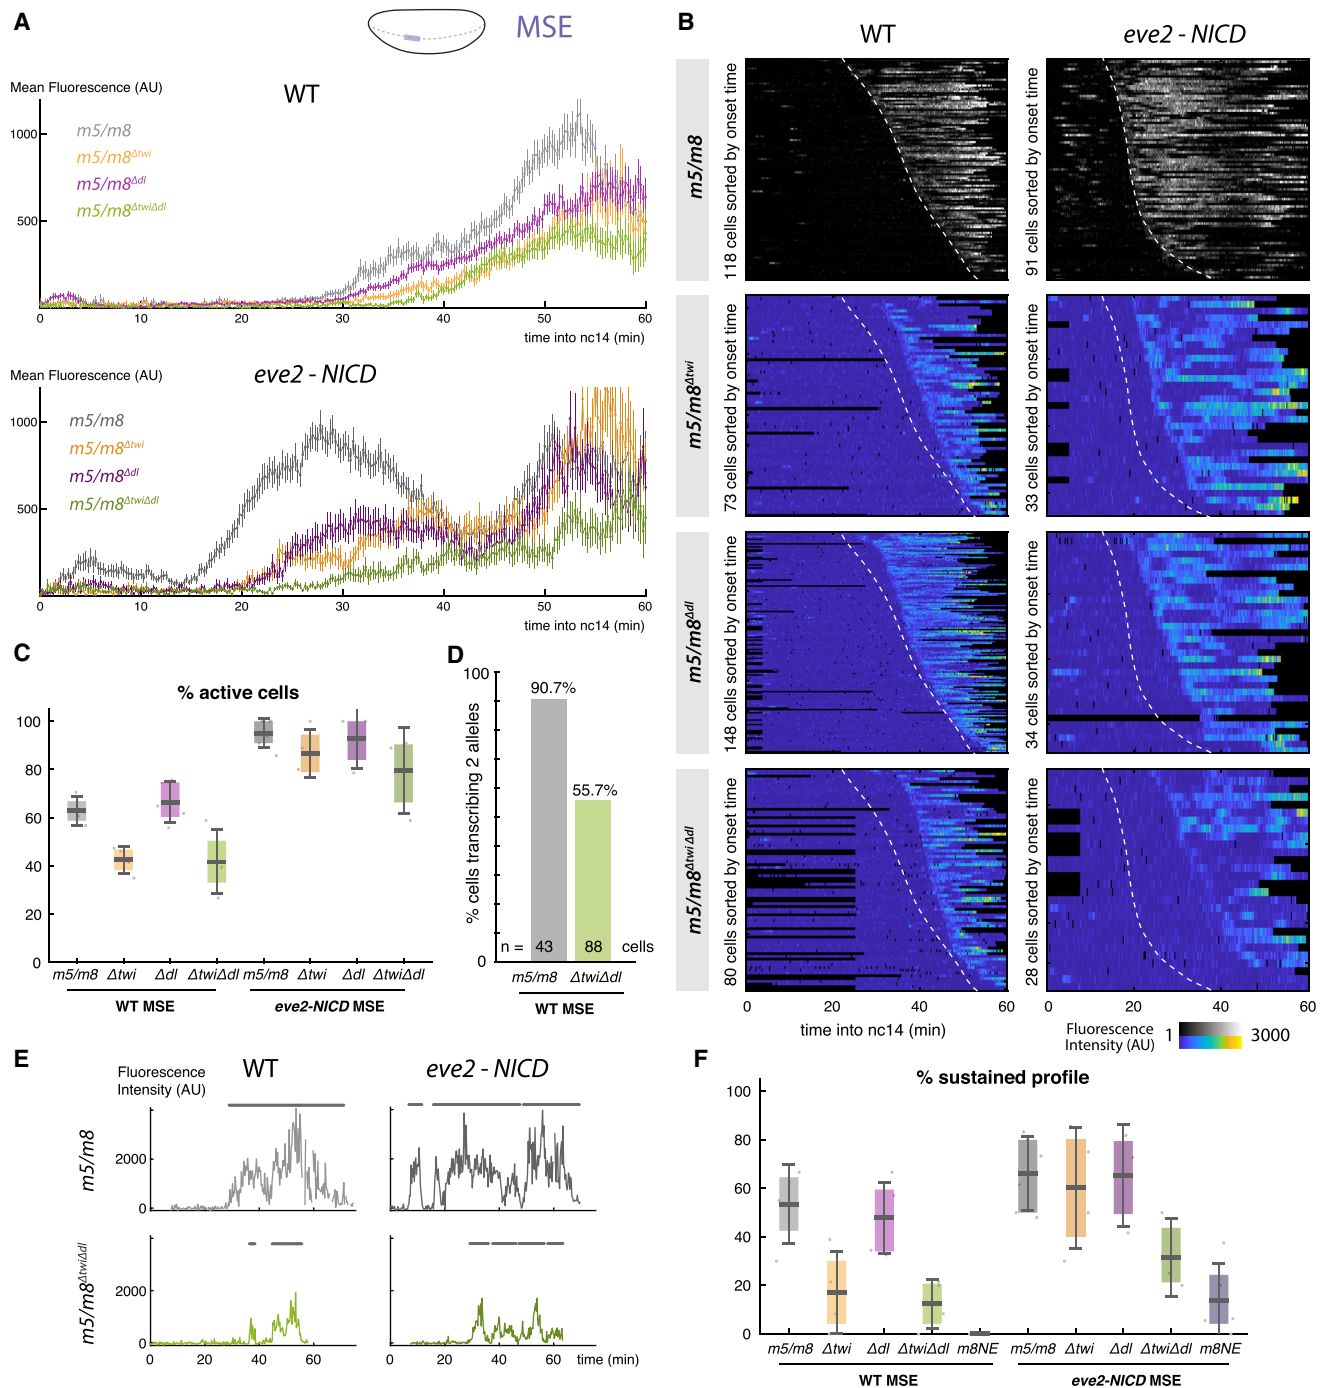 A
MSE
Mean Fluorescence (AU)
WT
1000
500
m5/m8
m5/m8Δtwi
m5/m8Δdl
m5/m8ΔtwiΔdl
0 10 20 30 40 50 60
time into nc14 (min)
Mean Fluorescence (AU)
eve2 - NICD
1000
500
m5/m8
m5/m8Δtwi
m5/m8Δdl
m5/m8ΔtwiΔdl
0 10 20 30 40 50 60
time into nc14 (min)
B
WT
eve2 - NICD
m5/m8
118 cells sorted by onset time
91 cells sorted by onset time
m5/m8Δtwi
73 cells sorted by onset time
33 cells sorted by onset time
m5/m8Δdl
148 cells sorted by onset time
34 cells sorted by onset time
m5/m8Δtwi Δdl
80 cells sorted by onset time
28 cells sorted by onset time
0 20 40 60
0 20 40 60
time into nc14 (min)
Fluorescence
Intensity (AU)
1
3000
C
% active cells
100
80
60
40
20
0
m5/m8 Δtwi Δdl ΔtwiΔdl m5/m8 Δtwi Δdl ΔtwiΔdl
WT MSE
eve2-NICD MSE
D
% cells transcribing 2 alleles
100
0
90.7%
55.7%
n = 43 88 cells
m5/m8 ΔtwiΔdl
WT MSE
E
Fluorescence
Intensity (AU)
WT
eve2 - NICD
m5/m8
2000
0
m5/m8ΔtwiΔdl
2000
0
0 20 40 60
0 20 40 60
time (min)
F
% sustained profile
100
80
60
40
20
0
m5/m8 Δtwi Δdl ΔtwiΔdl m8NE m5/m8 Δtwi Δdl ΔtwiΔdl m8NE
WT MSE
eve2-NICD MSE